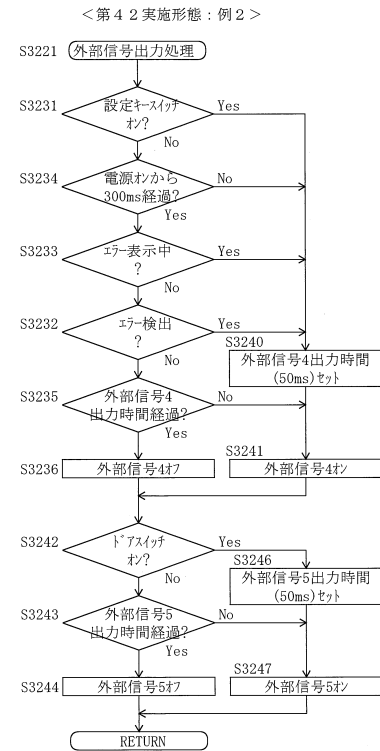 ＜第４２実施形態：例２＞
S3221 外部信号出力処理
S3231 設定キースイッチ Yes
オン?
No
S3234 電源オンから No
300ms経過?
Yes
S3233 エラー表示中 Yes
?
No
S3232 エラー検出 Yes
?
S3240
No
外部信号4出力時間
(50ms)セット
S3235 外部信号4 No
出力時間経過?
Yes
S3241
S3236 外部信号4オフ 外部信号4オン
S3242 ドアスイッチ Yes
オン?
S3246
No
外部信号5出力時間
(50ms)セット
S3243 外部信号5 No
出力時間経過?
Yes
S3247
S3244 外部信号5オフ 外部信号5オン
RETURN